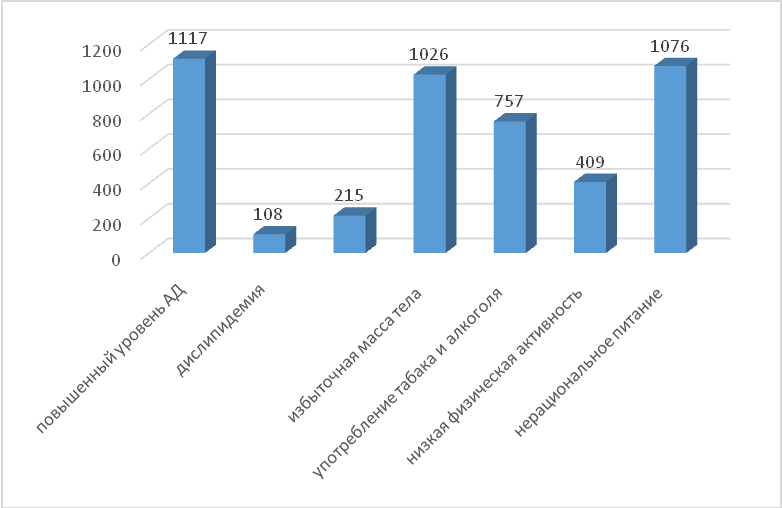 1117
108
215
1026
757
409
1076
1200
1000
800
600
400
200
0
повышенный уровень АД
дислипидемия
избыточная масса тела
употребление табака и алкоголя
низкая физическая активность
нерациональное питание